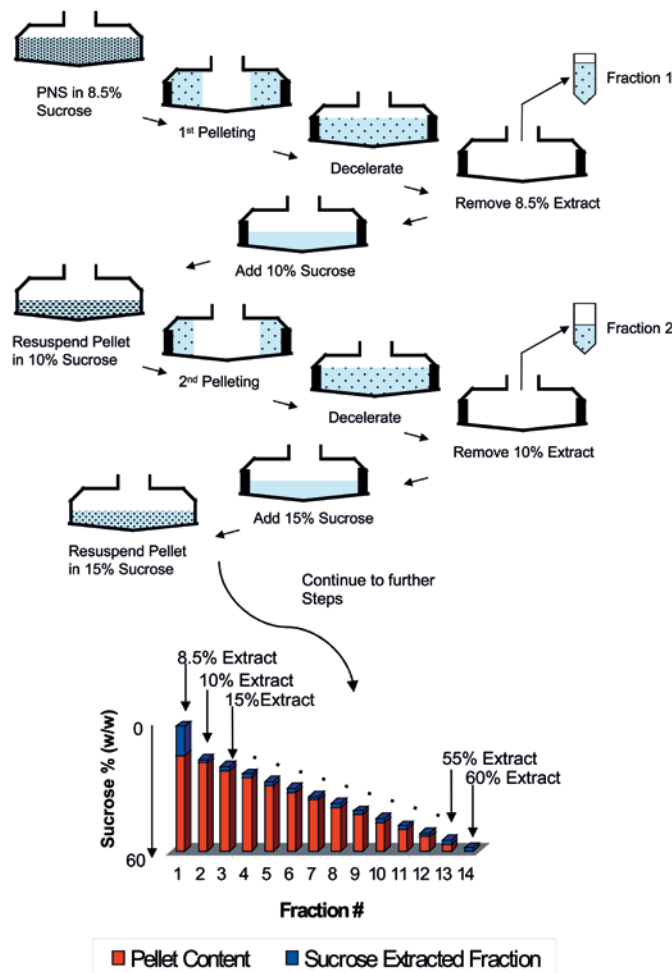 PNS in 8.5%
Sucrose
1st Pelleting
Decelerate
Fraction 1
Remove 8.5% Extract
Add 10% Sucrose
Resuspend Pellet
in 10% Sucrose
2nd Pelleting
Decelerate
Fraction 2
Remove 10% Extract
Add 15% Sucrose
Resuspend Pellet
in 15% Sucrose
Continue to further
Steps
8.5% Extract
10% Extract
15%Extract
55% Extract
60% Extract
Sucrose % (w/w)
0
60
1 2 3 4 5 6 7 8 9 10 11 12 13 14
Fraction #
Pellet Content
Sucrose Extracted Fraction